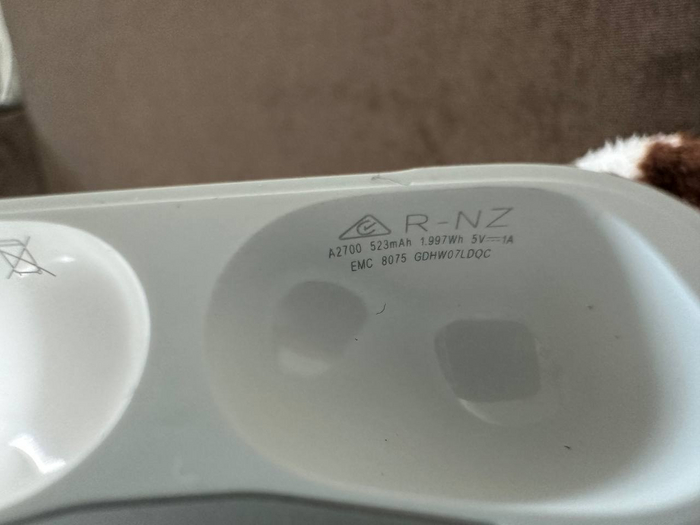 R-NZ
A2700 523mAh 1.997Wh 5V⎓1A
EMC 8075 GDHW07LDQC